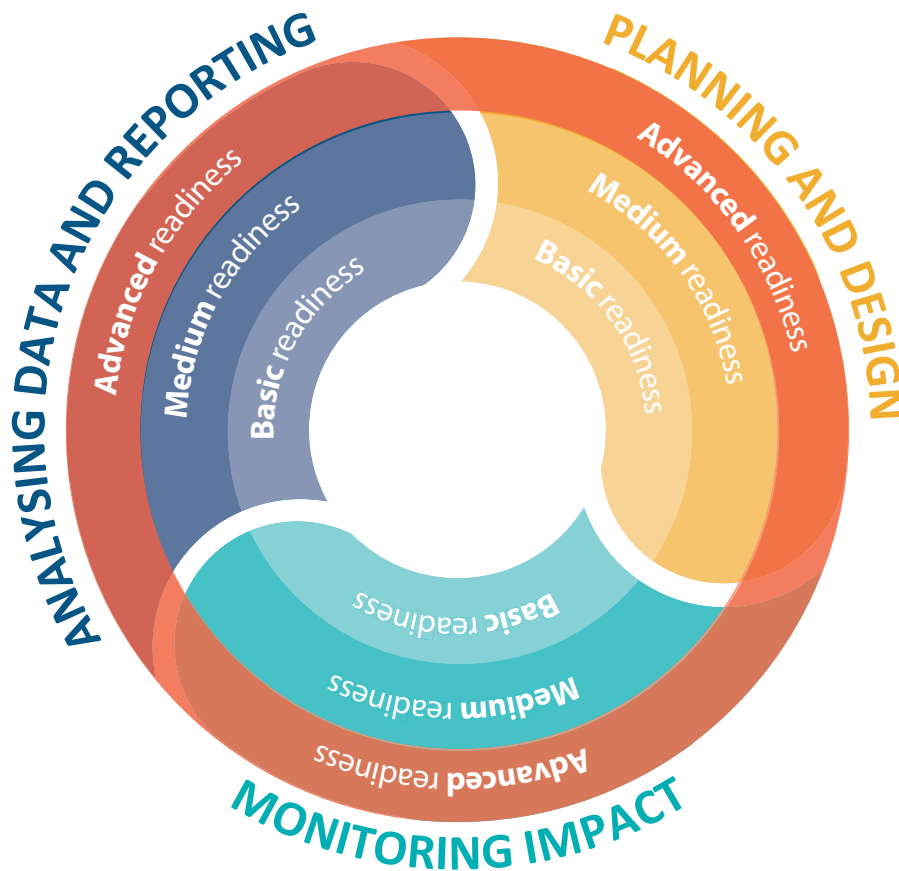 PLANNING AND DESIGN
Advanced readiness
Medium readiness
Basic readiness
MONITORING IMPACT
Basic readiness
Medium readiness
Advanced readiness
ANALYSING DATA AND REPORTING
Advanced readiness
Medium readiness
Basic readiness